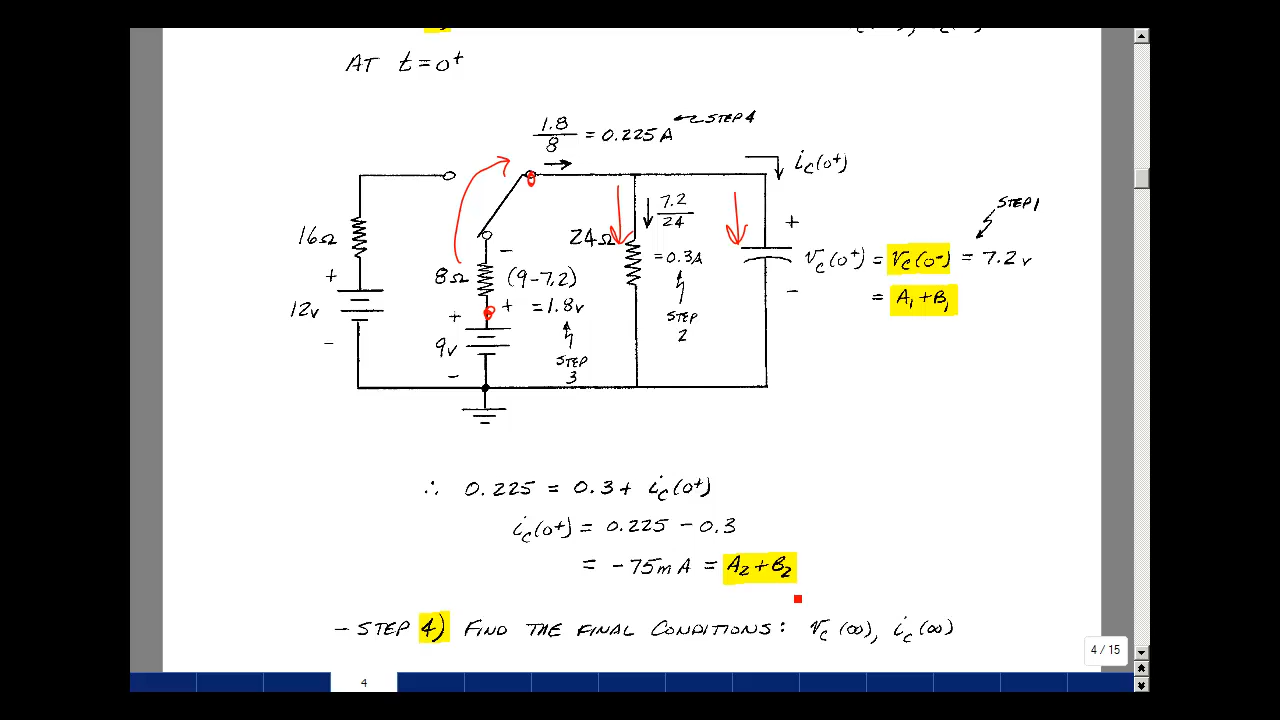 AT t=0+
1.8/8 = 0.225A
STEP 4
ic(0+)
7.2/24
= 0.3A
STEP 2
STEP 1
16Ω
24Ω
vc(0+) = vc(0-) = 7.2v
= A1+B1
+
-
8Ω
-
(9-7.2)
+ = 1.8v
STEP 3
+
12v
-
+
9v
-
∴ 0.225 = 0.3 + ic(0+)
ic(0+) = 0.225 - 0.3
= -75mA = A2+B2
- STEP 4) FIND THE FINAL CONDITIONS: vc(∞), ic(∞)
4 / 15
4